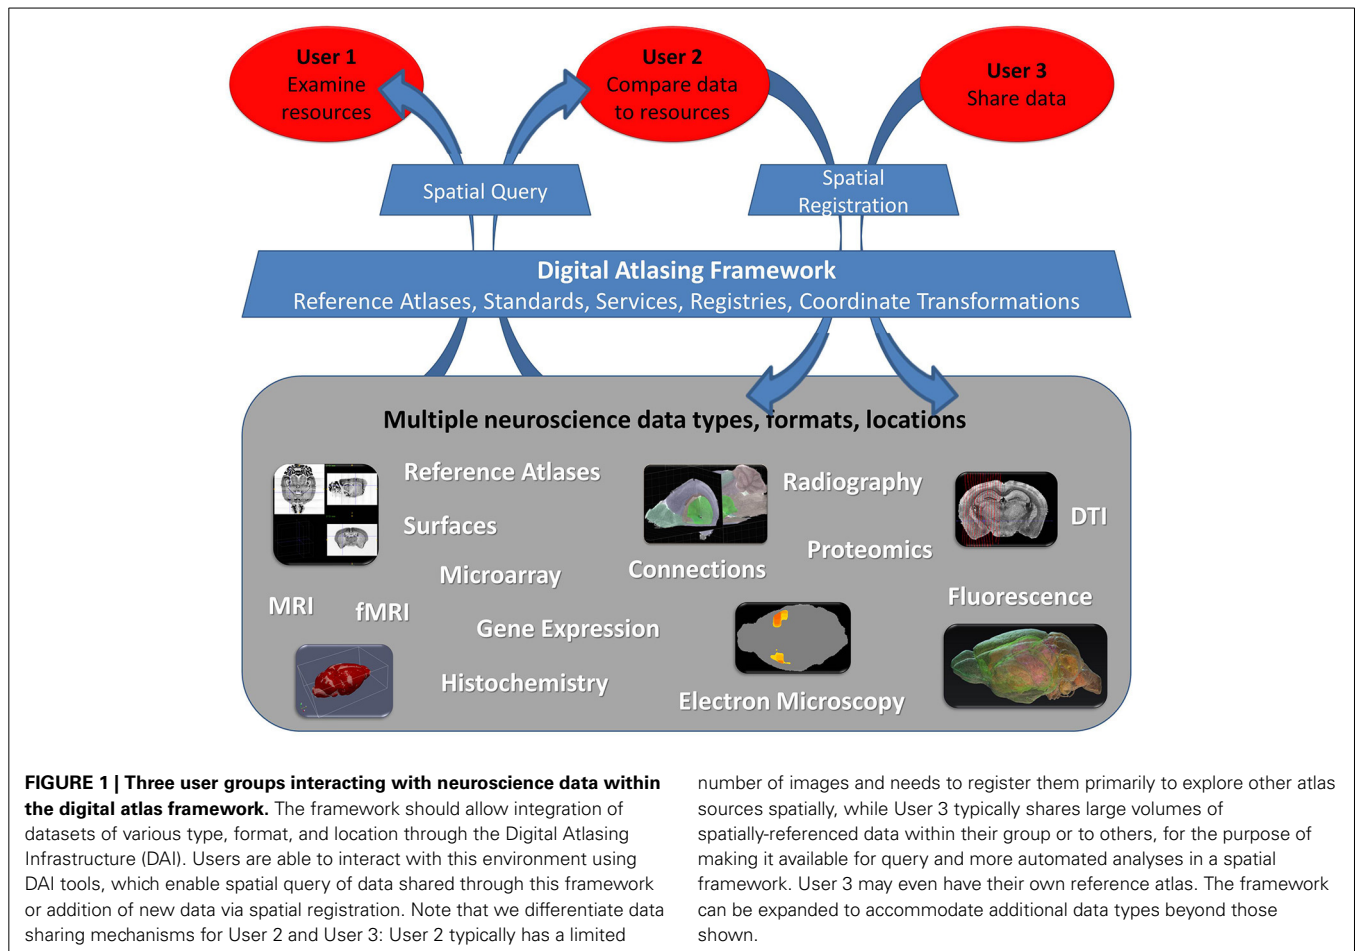 User 1
Examine
resources
User 2
Compare data
to resources
User 3
Share data
Spatial Query
Spatial
Registration
Digital Atlasing Framework
Reference Atlases, Standards, Services, Registries, Coordinate Transformations
Multiple neuroscience data types, formats, locations
Reference Atlases
Surfaces
Microarray
MRI
fMRI
Gene Expression
Histochemistry
Connections
Radiography
Proteomics
DTI
Fluorescence
Electron Microscopy
FIGURE 1 | Three user groups interacting with neuroscience data within
the digital atlas framework. The framework should allow integration of
datasets of various type, format, and location through the Digital Atlasing
Infrastructure (DAI). Users are able to interact with this environment using
DAI tools, which enable spatial query of data shared through this framework
or addition of new data via spatial registration. Note that we differentiate data
sharing mechanisms for User 2 and User 3: User 2 typically has a limited
number of images and needs to register them primarily to explore other atlas
sources spatially, while User 3 typically shares large volumes of
spatially-referenced data within their group or to others, for the purpose of
making it available for query and more automated analyses in a spatial
framework. User 3 may even have their own reference atlas. The framework
can be expanded to accommodate additional data types beyond those
shown.